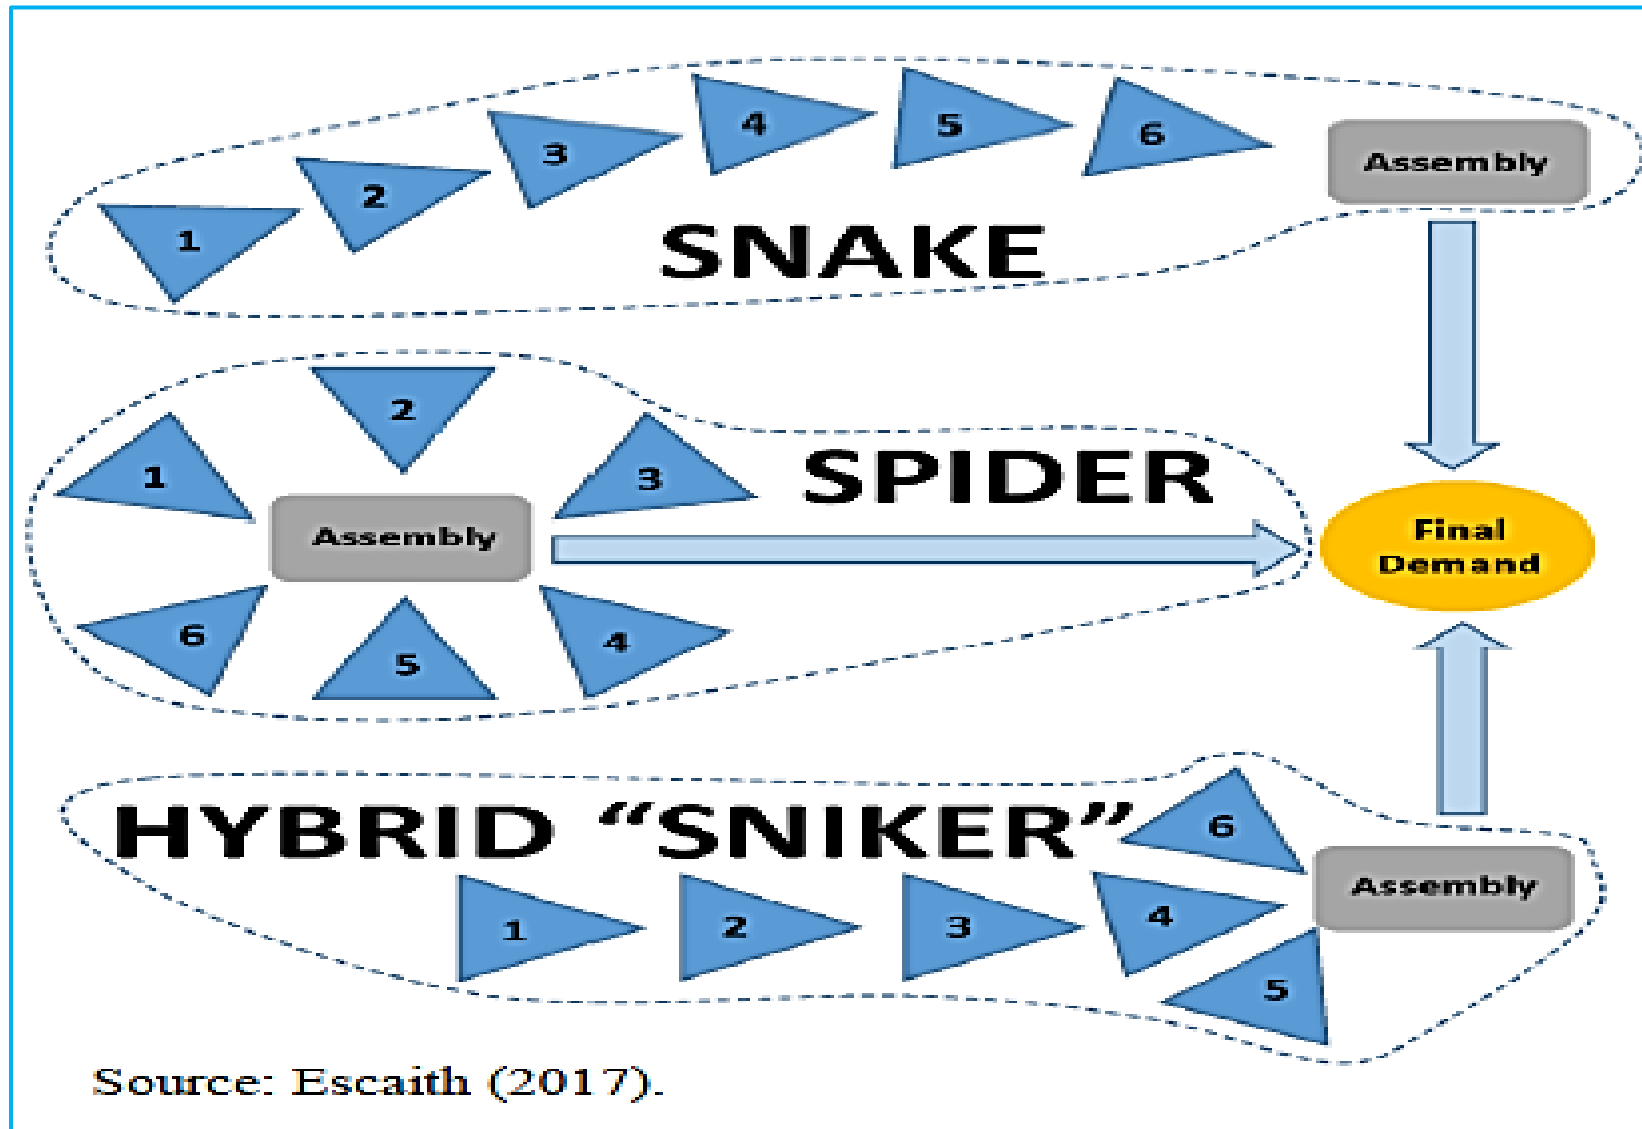 1
2
3
4
5
6
Assembly
SNAKE
2
1
3
SPIDER
Assembly
Final
Demand
6
5
4
HYBRID “SNIKER”
6
Assembly
1
2
3
4
5
Source: Escaith (2017).